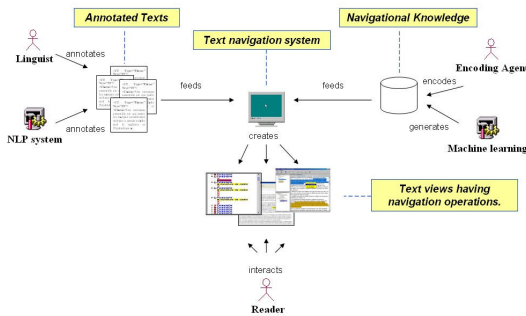 Annotated Texts
Navigational Knowledge
Text navigation system
Linguist
annotates
Encoding Agent
feeds
feeds
encodes
NLP system
annotates
creates
generates
Machine learning
Text views having
navigation operations.
interacts
Reader